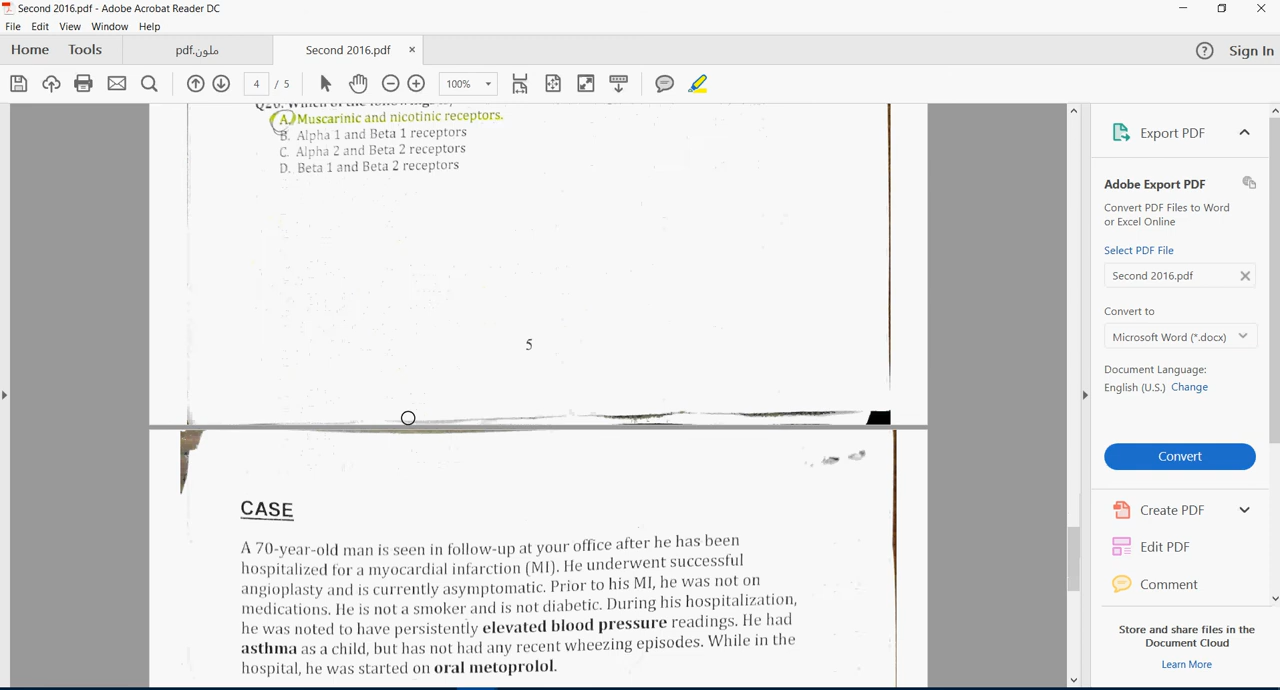 Second 2016.pdf - Adobe Acrobat Reader DC
File Edit View Window Help
Home Tools ملون.pdf Second 2016.pdf × ? Sign In
4 / 5 100%
A. Muscarinic and nicotinic receptors.
B. Alpha 1 and Beta 1 receptors
C. Alpha 2 and Beta 2 receptors
D. Beta 1 and Beta 2 receptors
5
CASE
A 70-year-old man is seen in follow-up at your office after he has been
hospitalized for a myocardial infarction (MI). He underwent successful
angioplasty and is currently asymptomatic. Prior to his MI, he was not on
medications. He is not a smoker and is not diabetic. During his hospitalization,
he was noted to have persistently elevated blood pressure readings. He had
asthma as a child, but has not had any recent wheezing episodes. While in the
hospital, he was started on oral metoprolol.
Export PDF
Adobe Export PDF
Convert PDF Files to Word
or Excel Online
Select PDF File
Second 2016.pdf
Convert to
Microsoft Word (*.docx)
Document Language:
English (U.S.) Change
Convert
Create PDF
Edit PDF
Comment
Store and share files in the
Document Cloud
Learn More